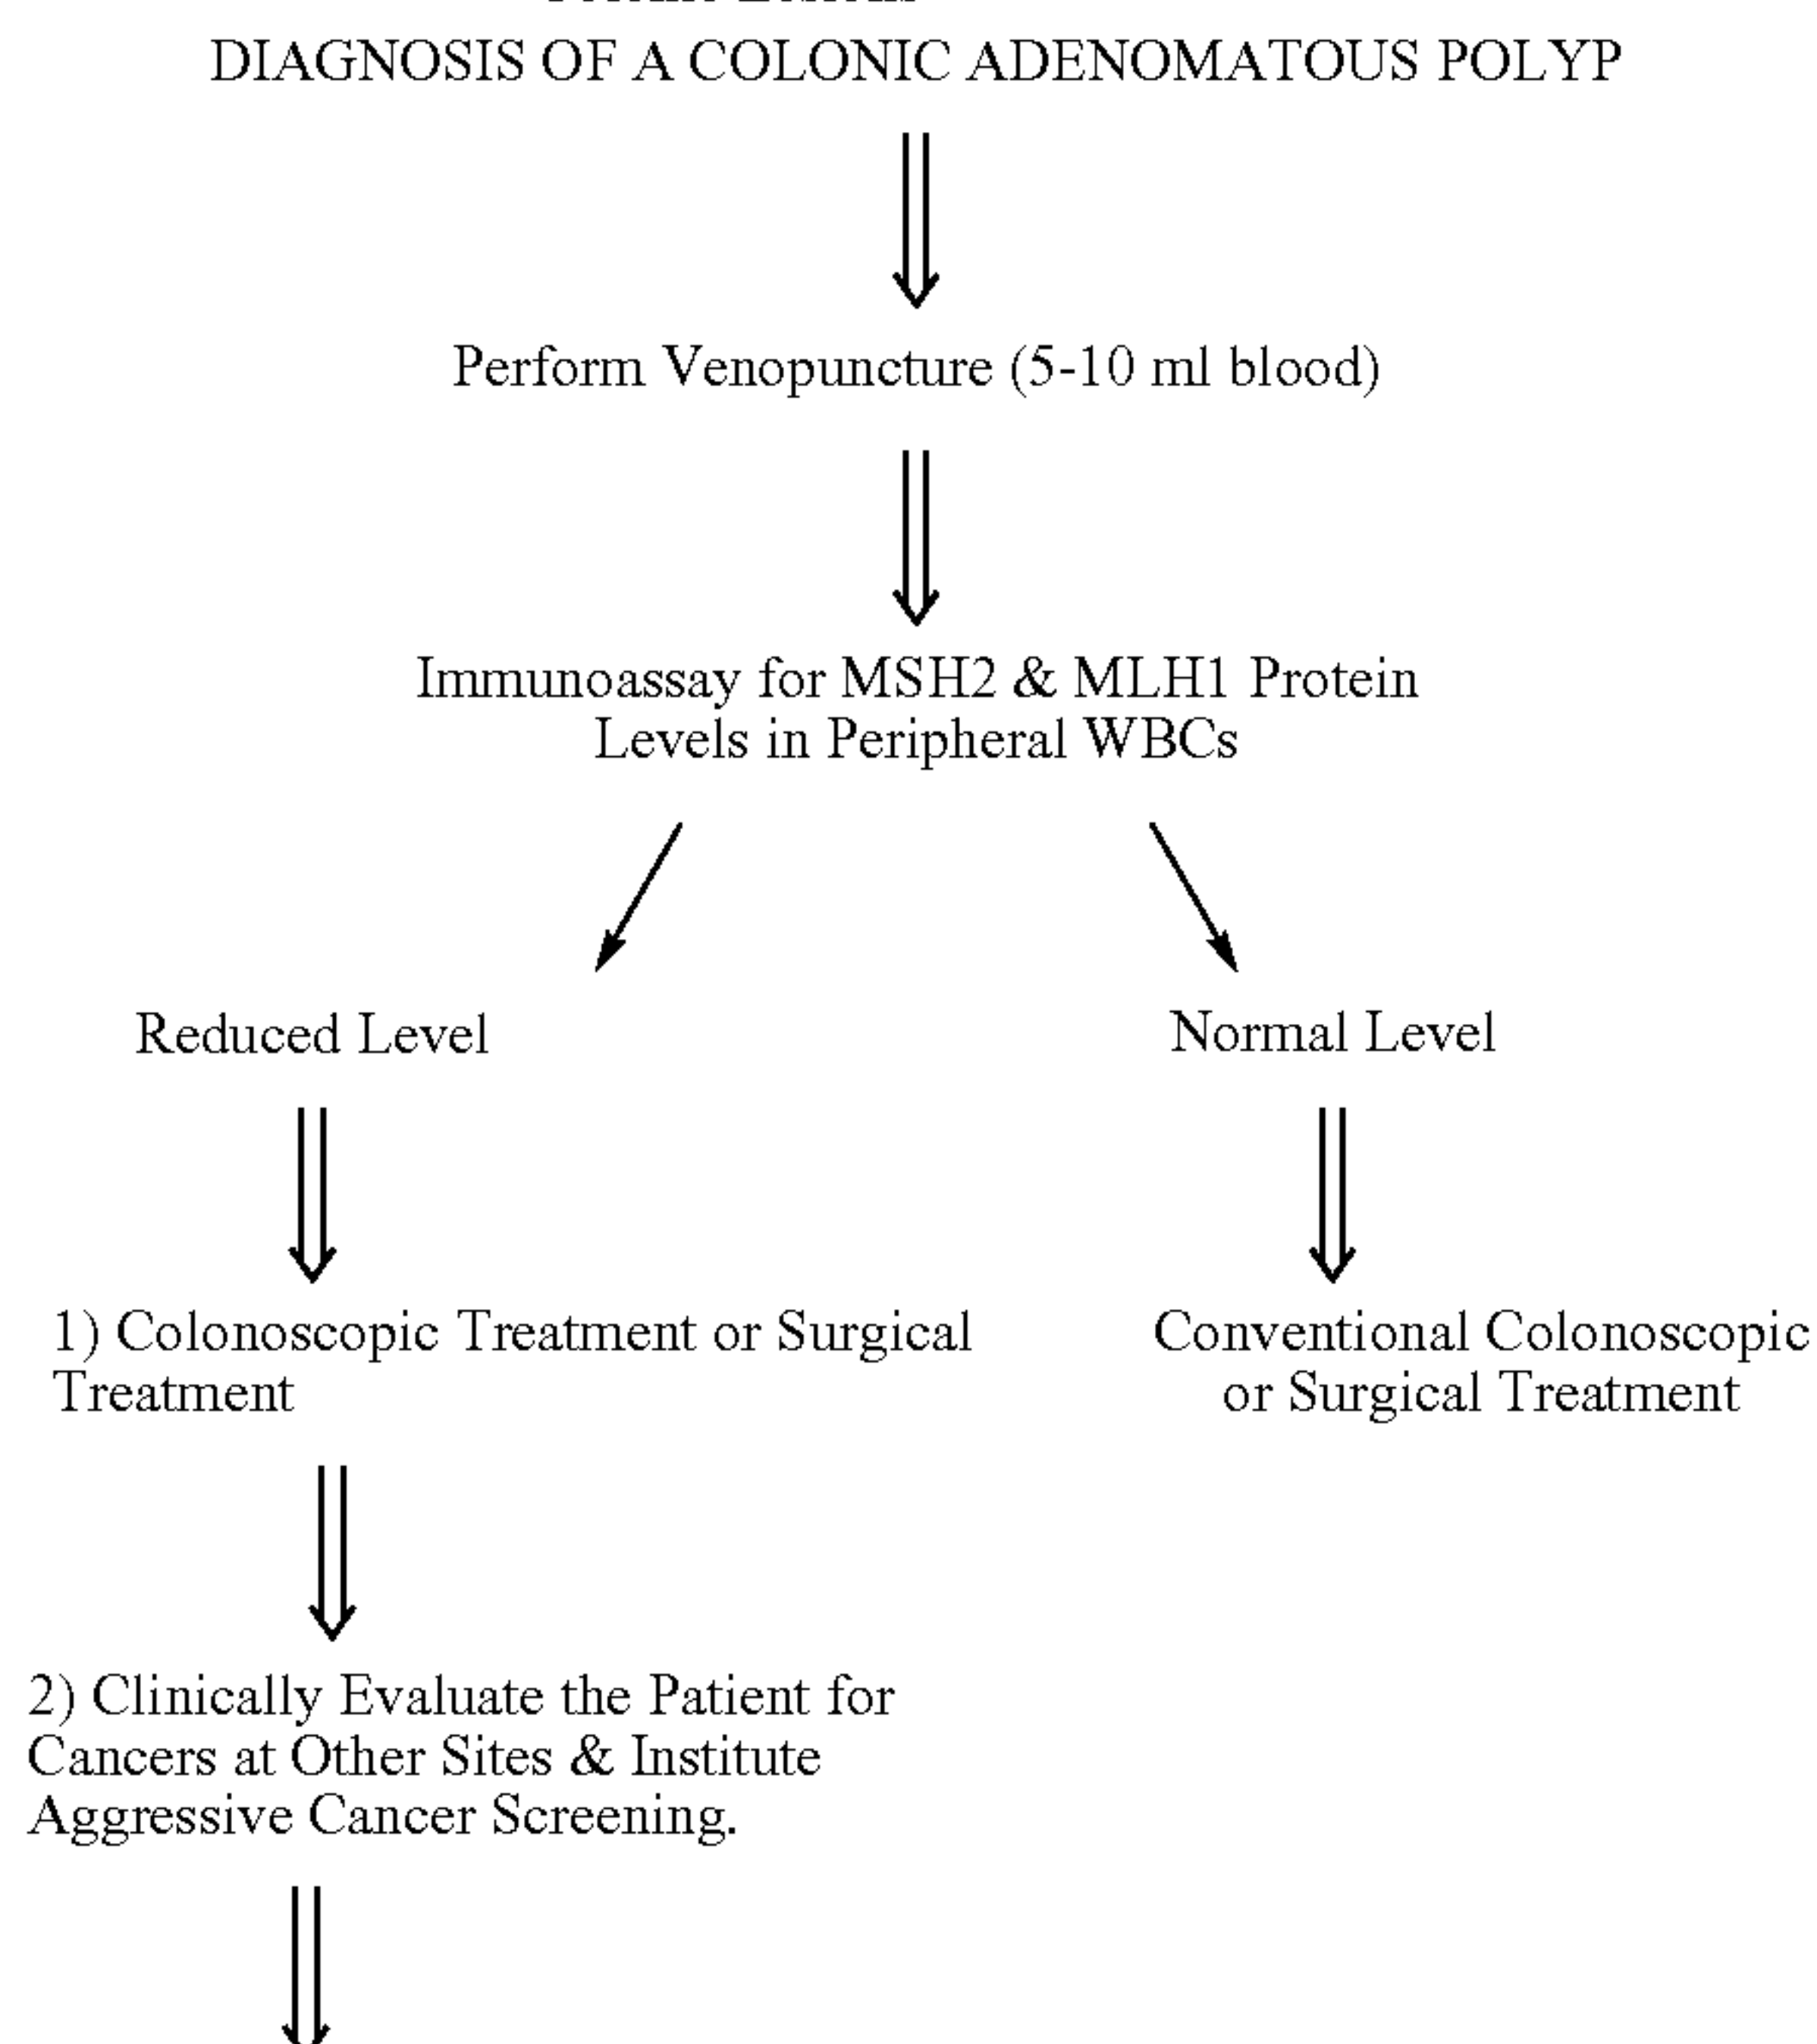 DIAGNOSIS OF A COLONIC ADENOMATOUS POLYP
Perform Venopuncture (5-10 ml blood)
Immunoassay for MSH2 & MLH1 Protein
Levels in Peripheral WBCs
Reduced Level
Normal Level
1) Colonoscopic Treatment or Surgical
Treatment
Conventional Colonoscopic
or Surgical Treatment
2) Clinically Evaluate the Patient for
Cancers at Other Sites & Institute
Aggressive Cancer Screening.